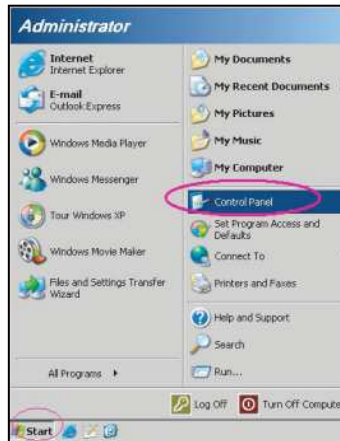 Administrator
Internet
Internet Explorer
E-mail
Outlook Express
Windows Media Player
Windows Messenger
Tour Windows XP
Windows Movie Maker
Files and Settings Transfer
Wizard
All Programs
My Documents
My Recent Documents
My Pictures
My Music
My Computer
Control Panel
Set Program Access and
Defaults
Connect To
Printers and Faxes
Help and Support
Search
Run...
Log Off
Turn Off Compute
Start